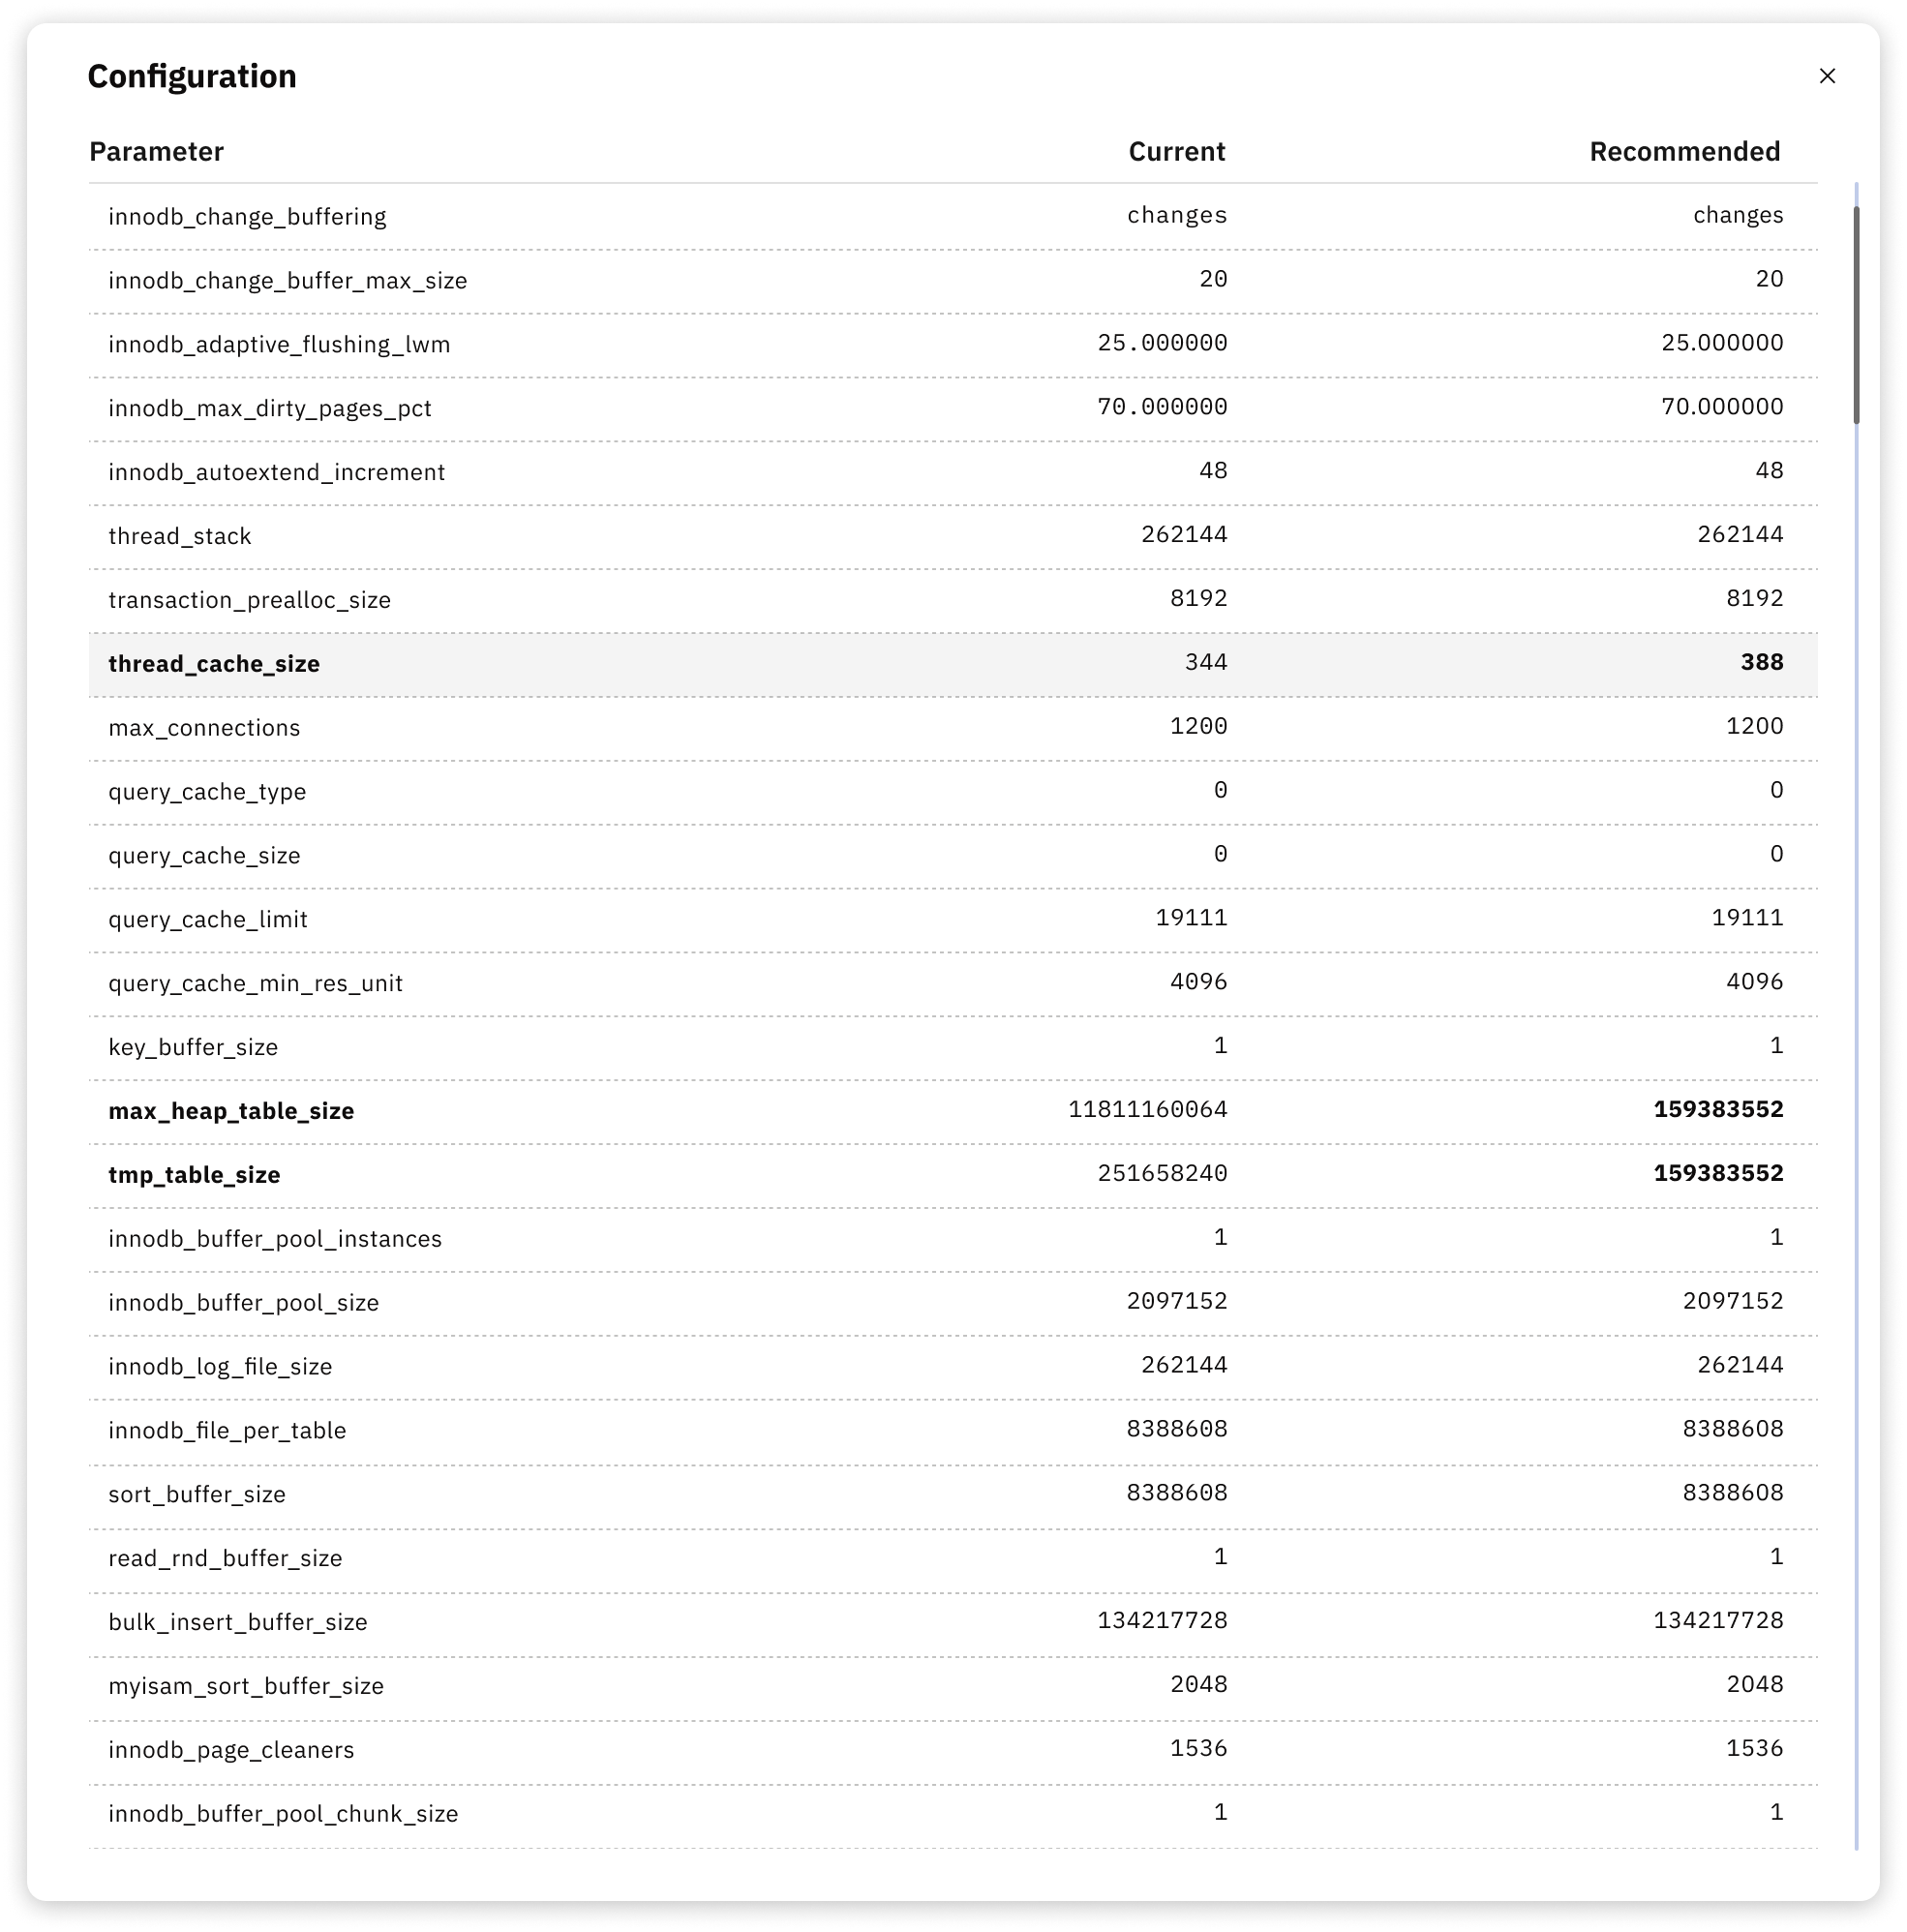 Configuration
Parameter Current Recommended
innodb_change_buffering changes changes
innodb_change_buffer_max_size 20 20
innodb_adaptive_flushing_lwm 25.000000 25.000000
innodb_max_dirty_pages_pct 70.000000 70.000000
innodb_autoextend_increment 48 48
thread_stack 262144 262144
transaction_prealloc_size 8192 8192
thread_cache_size 344 388
max_connections 1200 1200
query_cache_type 0 0
query_cache_size 0 0
query_cache_limit 19111 19111
query_cache_min_res_unit 4096 4096
key_buffer_size 1 1
max_heap_table_size 11811160064 159383552
tmp_table_size 251658240 159383552
innodb_buffer_pool_instances 1 1
innodb_buffer_pool_size 2097152 2097152
innodb_log_file_size 262144 262144
innodb_file_per_table 8388608 8388608
sort_buffer_size 8388608 8388608
read_rnd_buffer_size 1 1
bulk_insert_buffer_size 134217728 134217728
myisam_sort_buffer_size 2048 2048
innodb_page_cleaners 1536 1536
innodb_buffer_pool_chunk_size 1 1